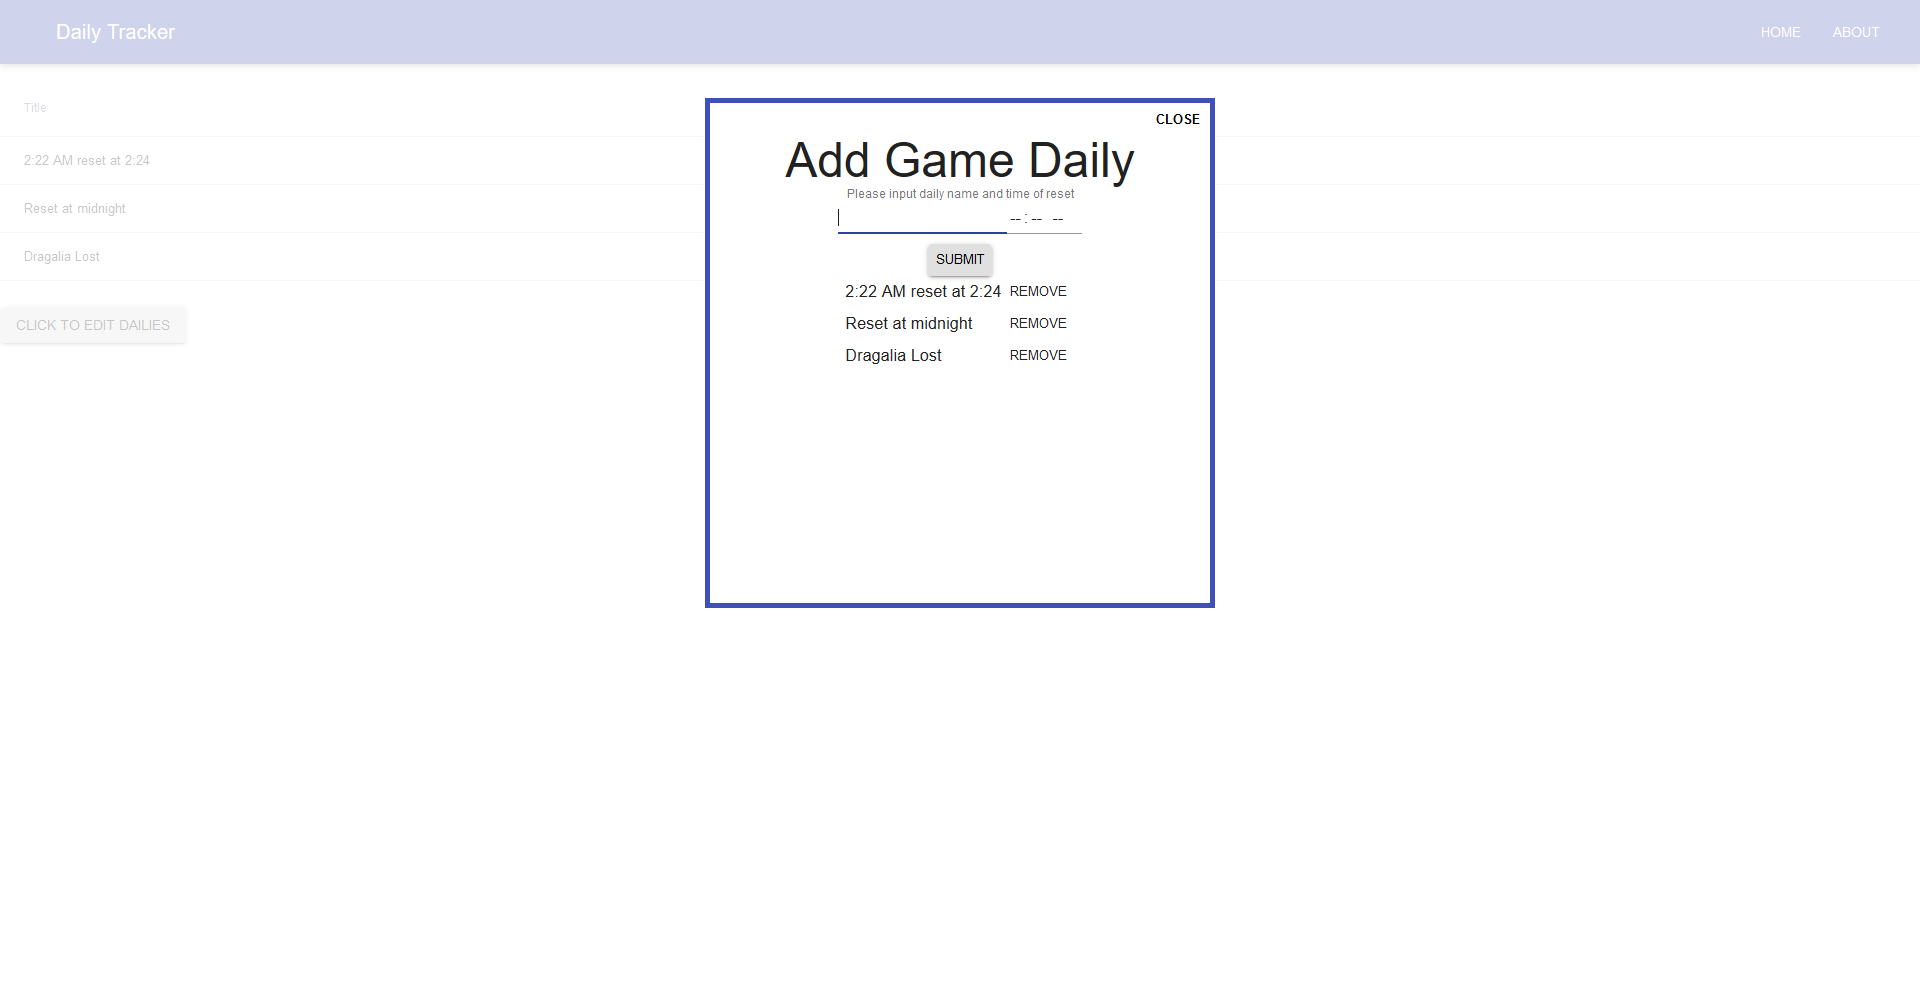 Daily Tracker HOME ABOUT
Title
2:22 AM reset at 2:24
Reset at midnight
Dragalia Lost
CLICK TO EDIT DAILIES
CLOSE
Add Game Daily
Please input daily name and time of reset
--:-- --
SUBMIT
2:22 AM reset at 2:24 REMOVE
Reset at midnight REMOVE
Dragalia Lost REMOVE